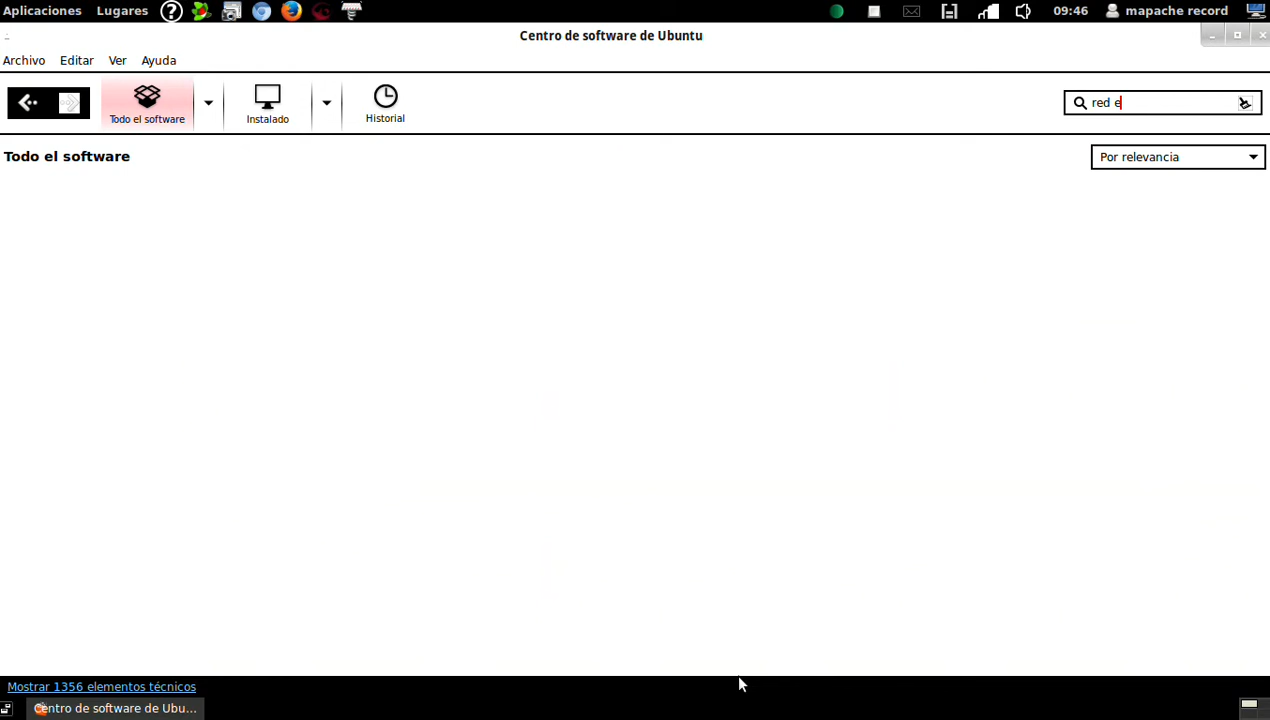 Aplicaciones Lugares ? 09:46 mapache record
Centro de software de Ubuntu
Archivo Editar Ver Ayuda
Todo el software Instalado Historial red e
Todo el software Por relevancia
Mostrar 1356 elementos técnicos
Centro de software de Ubu...